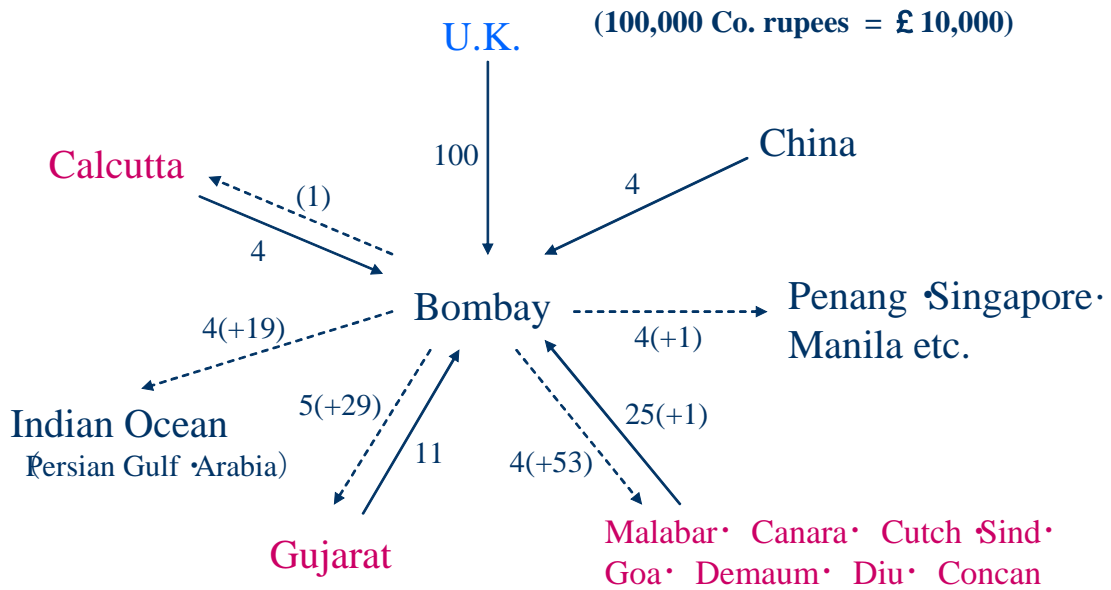 (100,000 Co. rupees = £ 10,000)
U.K.
100
China
4
Calcutta
(1)
4
Bombay
Penang ·Singapore·
Manila etc.
4(+1)
4(+19)
Indian Ocean
(Persian Gulf ·Arabia)
5(+29)
11
25(+1)
4(+53)
Gujarat
Malabar· Canara· Cutch ·Sind·
Goa· Demaum· Diu· Concan